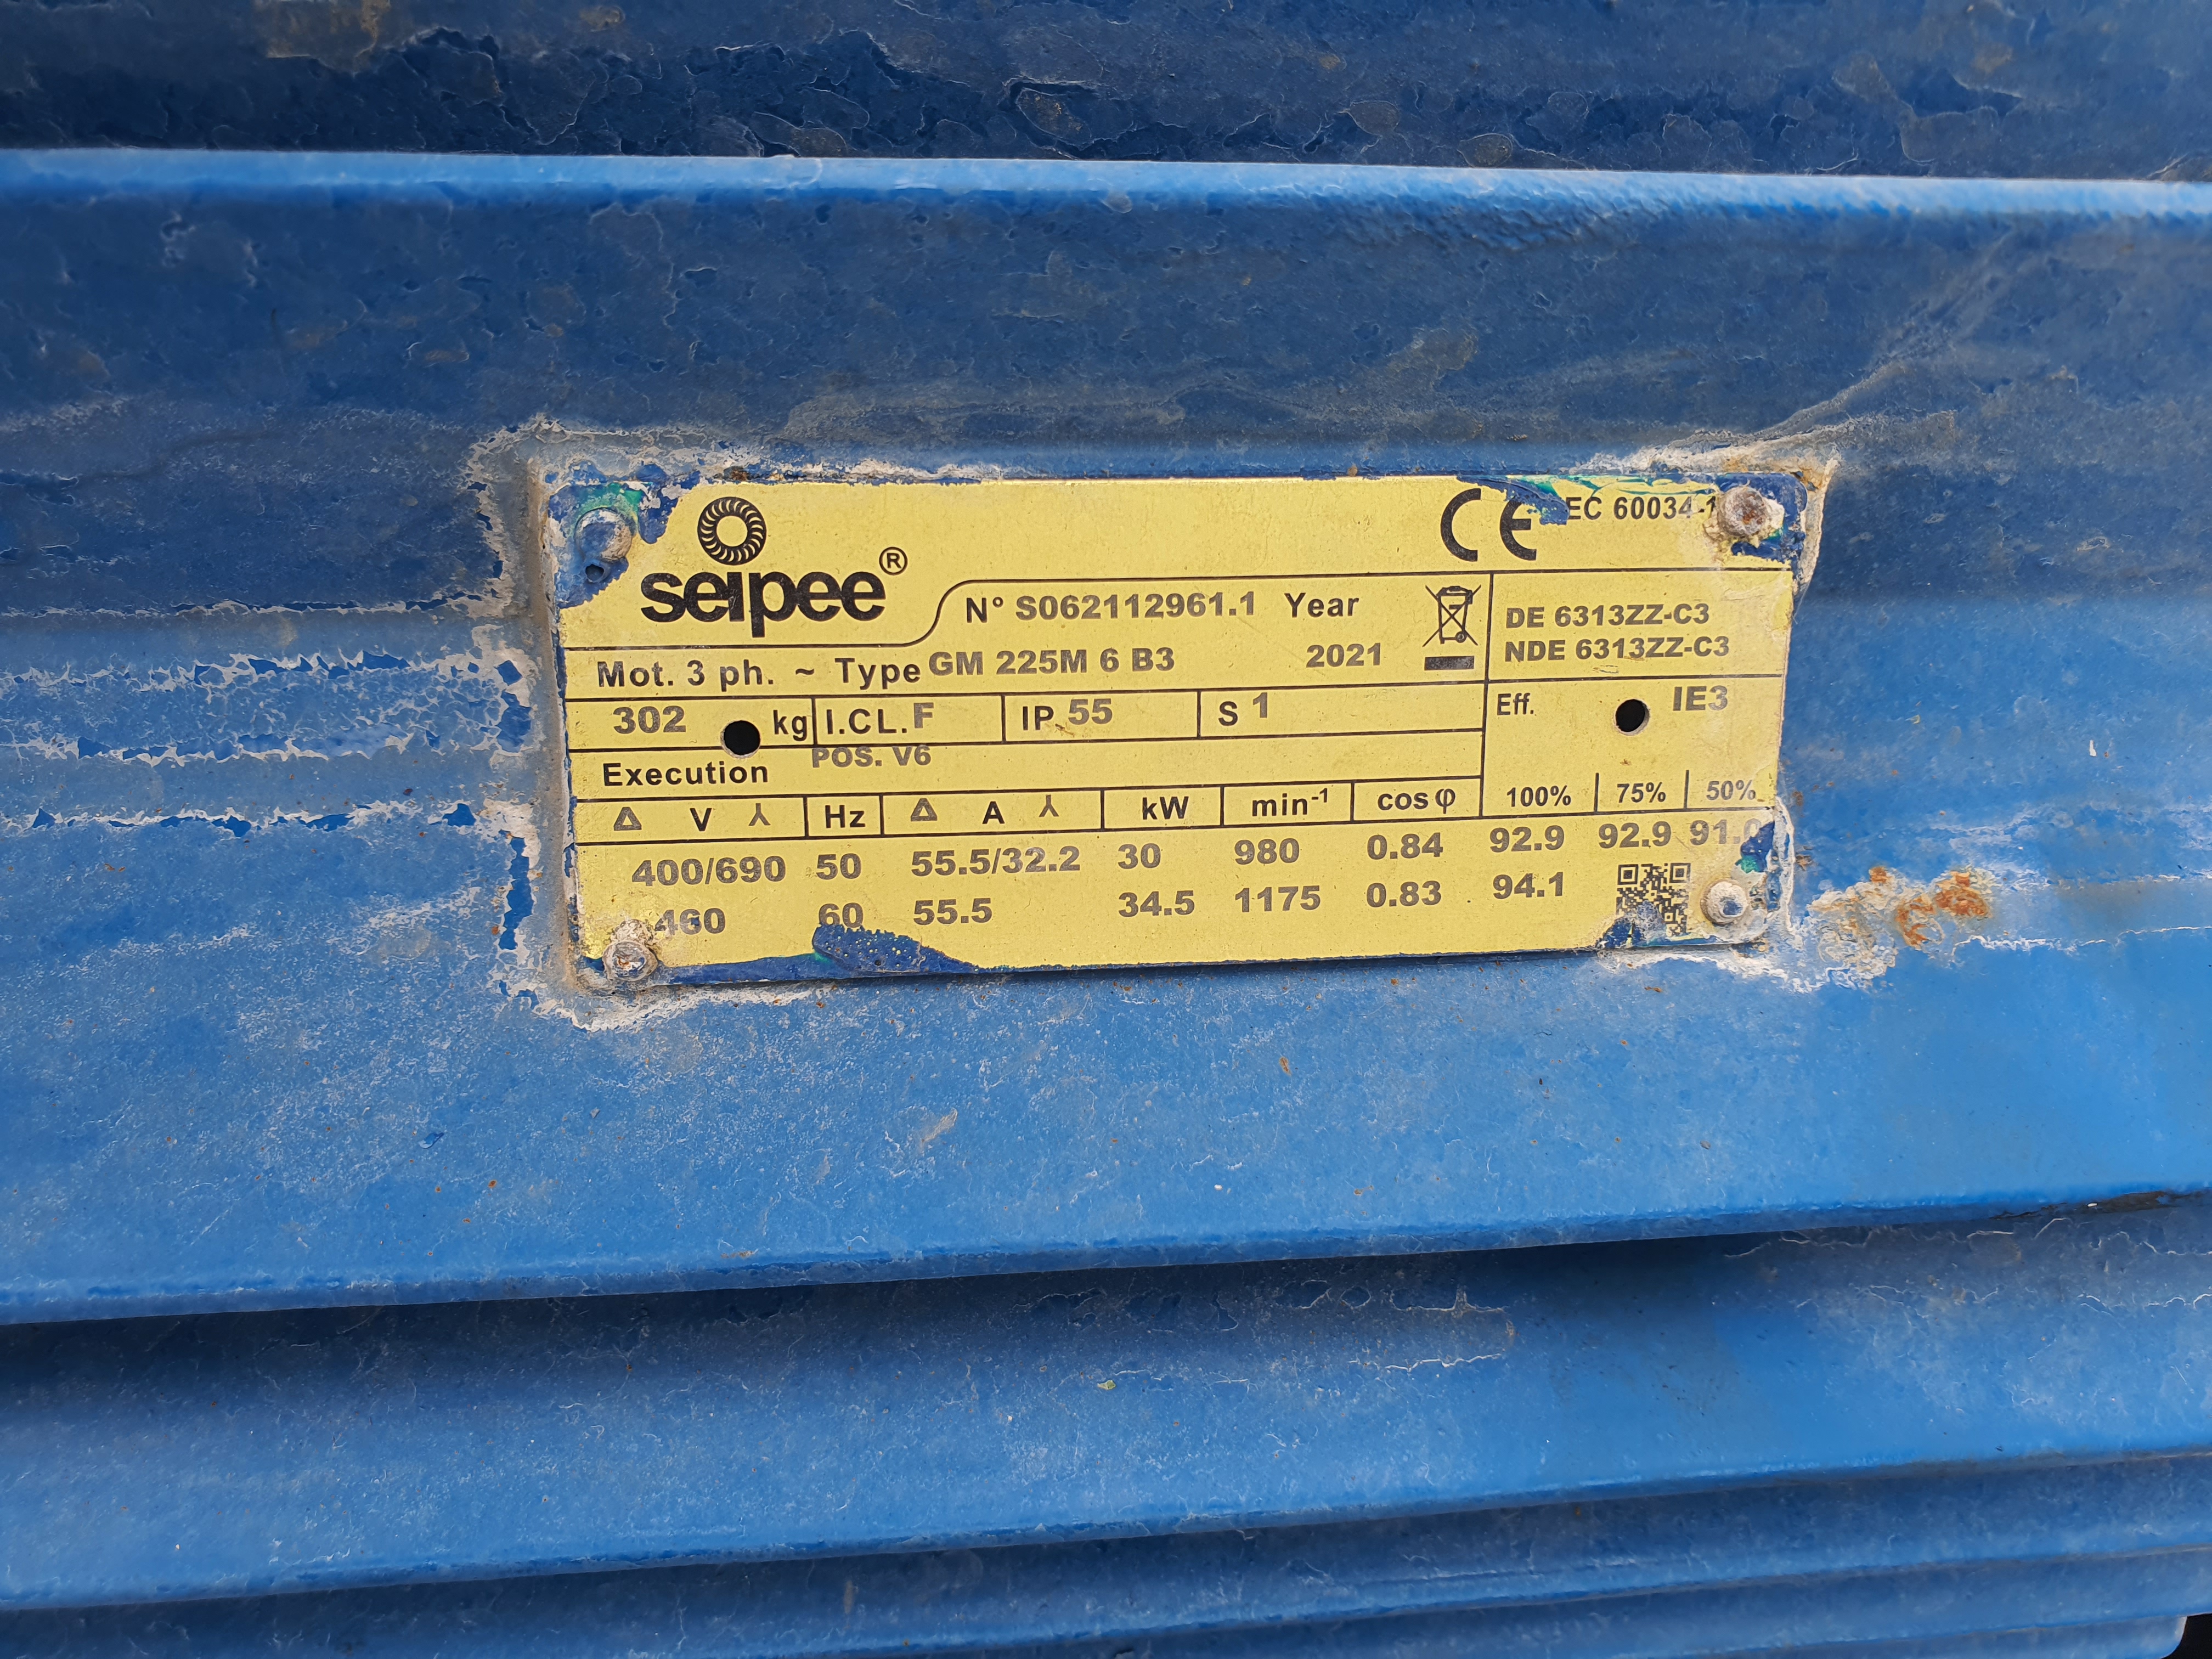 CE EC 60034-1
seipee®
N° S062112961.1 Year
DE 6313ZZ-C3
NDE 6313ZZ-C3
Mot. 3 ph. ~ Type GM 225M 6 B3 2021
302 kg I.CL. F IP 55 S 1
Eff. IE3
Execution POS. V6
Δ V ⅄ Hz Δ A ⅄ kW min-1 cos φ 100% 75% 50%
400/690 50 55.5/32.2 30 980 0.84 92.9 92.9 91.0
460 60 55.5 34.5 1175 0.83 94.1